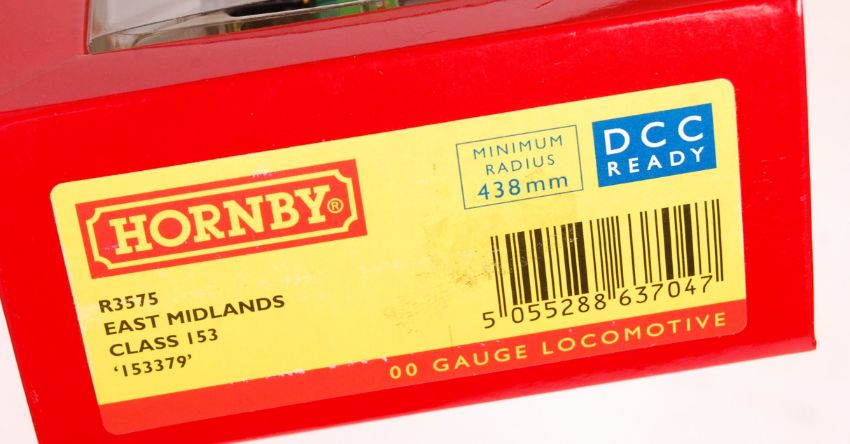 HORNBY®
MINIMUM
RADIUS
438mm
DCC
READY
R3575
EAST MIDLANDS
CLASS 153
'153379'
5 055288 637047
00 GAUGE LOCOMOTIVE